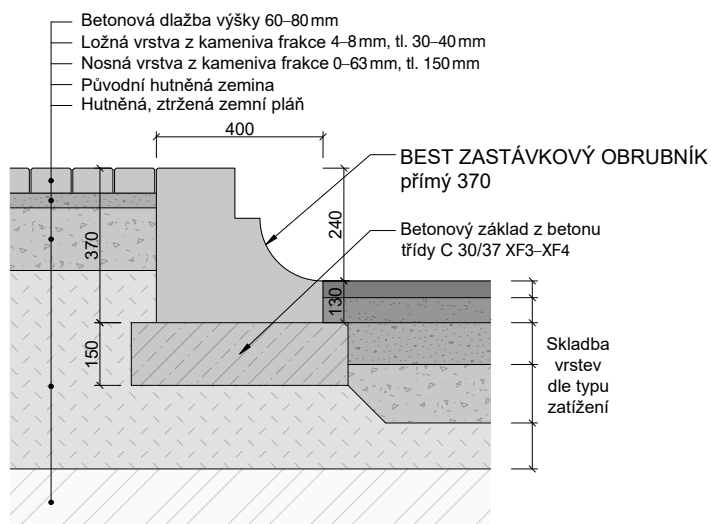 Betonová dlažba výšky 60–80 mm
Ložná vrstva z kameniva frakce 4–8 mm, tl. 30–40 mm
Nosná vrstva z kameniva frakce 0–63 mm, tl. 150 mm
Původní hutněná zemina
Hutněná, ztržená zemní pláň
400
BEST ZASTÁVKOVÝ OBRUBNÍK
přímý 370
Betonový základ z betonu
třídy C 30/37 XF3–XF4
370
240
130
150
Skladba
vrstev
dle typu
zatížení